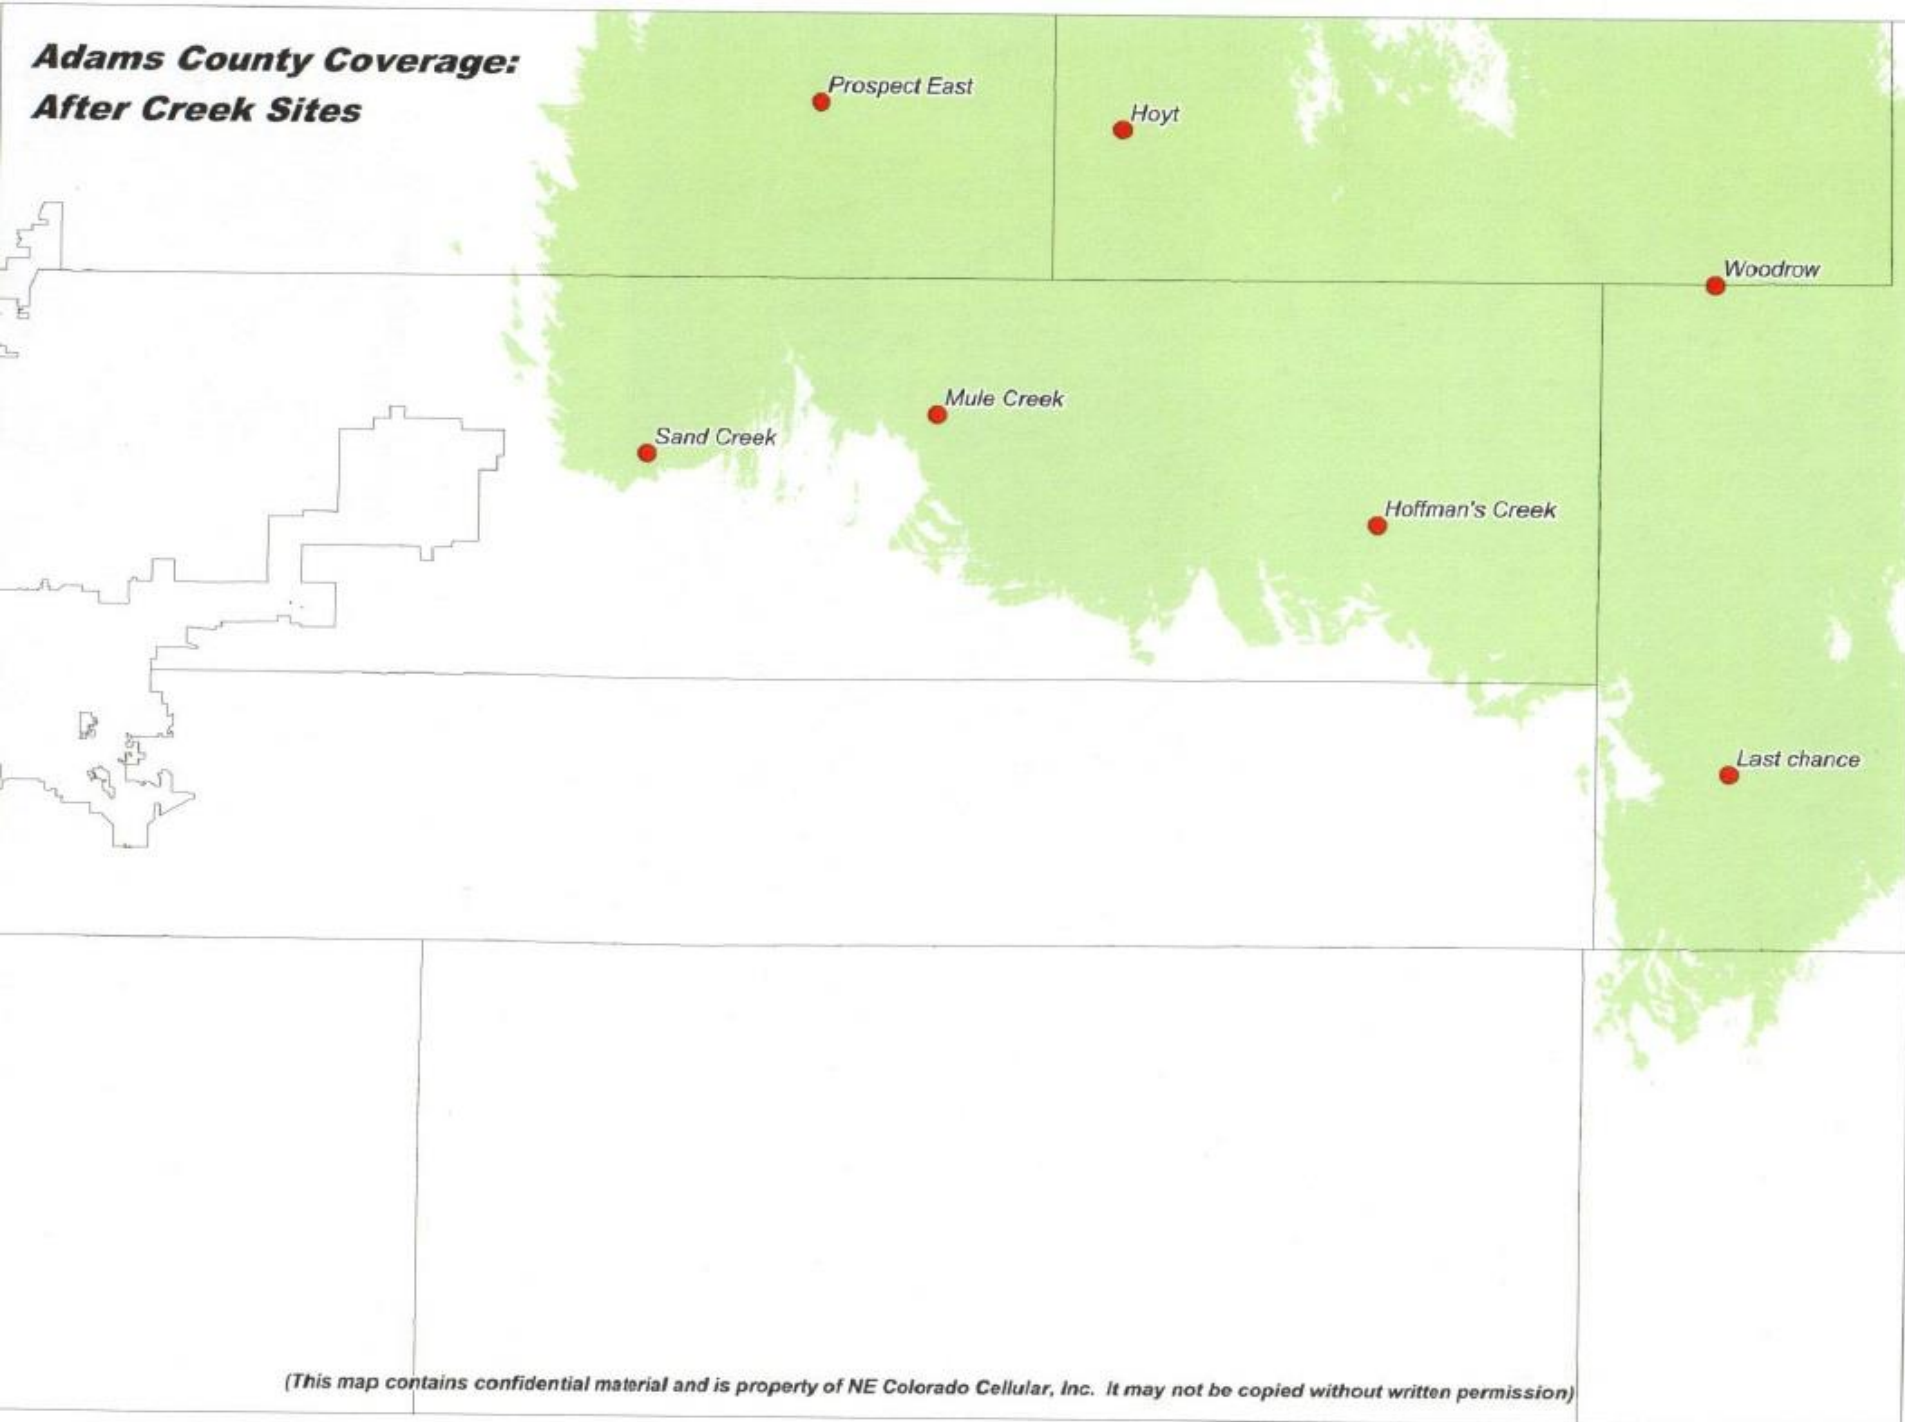 Adams County Coverage:
After Creek Sites
Prospect East
Hoyt
Woodrow
Mule Creek
Sand Creek
Hoffman's Creek
Last chance
(This map contains confidential material and is property of NE Colorado Cellular, Inc. It may not be copied without written permission)